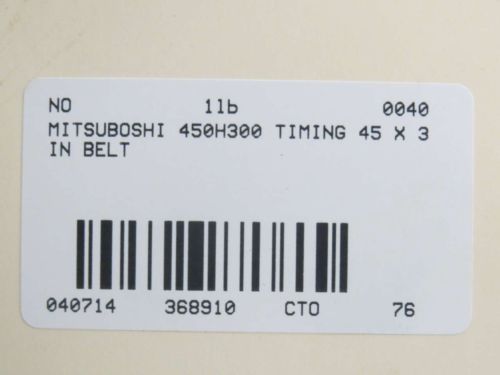 NO 1lb 0040
MITSUBOSHI 450H300 TIMING 45 X 3
IN BELT
040714 368910 CTO 76